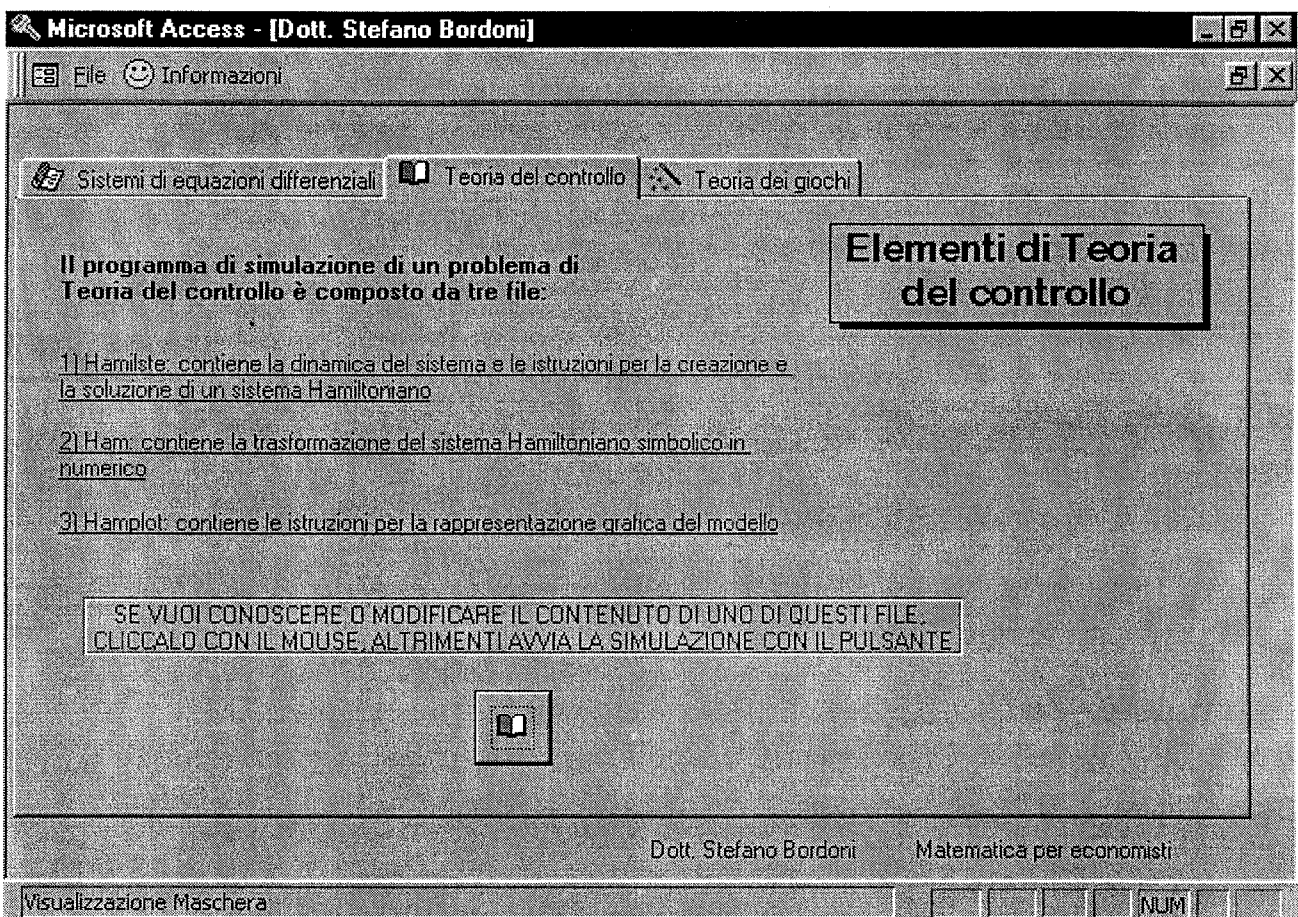 Microsoft Access - [Dott. Stefano Bordoni]
File Informazioni
Sistemi di equazioni differenziali Teoria del controllo Teoria dei giochi
Elementi di Teoria
del controllo
Il programma di simulazione di un problema di
Teoria del controllo è composto da tre file:
1) Hamilste: contiene la dinamica del sistema e le istruzioni per la creazione e
la soluzione di un sistema Hamiltoniano
2) Ham: contiene la trasformazione del sistema Hamiltoniano simbolico in
numerico
3) Hamplot: contiene le istruzioni per la rappresentazione grafica del modello
SE VUOI CONOSCERE O MODIFICARE IL CONTENUTO DI UNO DI QUESTI FILE,
CLICCALO CON IL MOUSE, ALTRIMENTI AVVIA LA SIMULAZIONE CON IL PULSANTE
Dott. Stefano Bordoni Matematica per economisti
Visualizzazione Maschera NUM